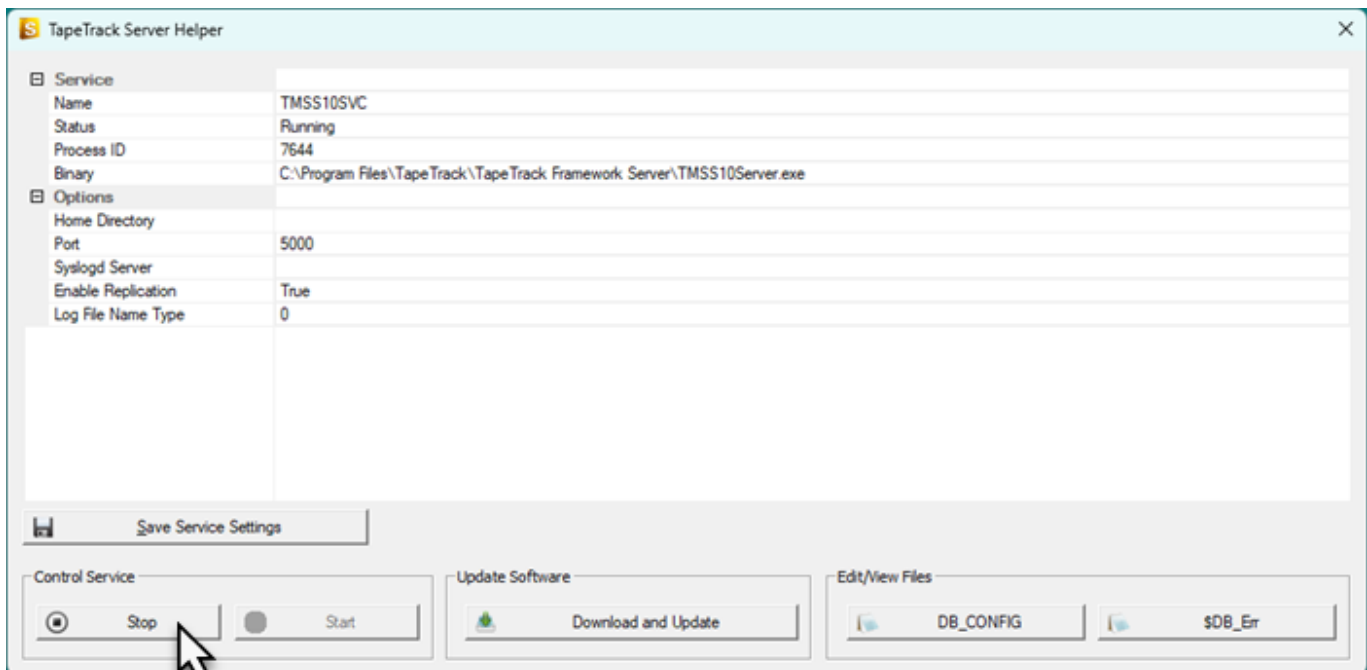 TapeTrack Server Helper
Service
Name TMSS10SVC
Status Running
Process ID 7644
Binary C:\Program Files\TapeTrack\TapeTrack Framework Server\TMSS10Server.exe
Options
Home Directory
Port 5000
Syslogd Server
Enable Replication True
Log File Name Type 0
Save Service Settings
Control Service Update Software Edit/View Files
Stop Start Download and Update DB_CONFIG $DB_Err